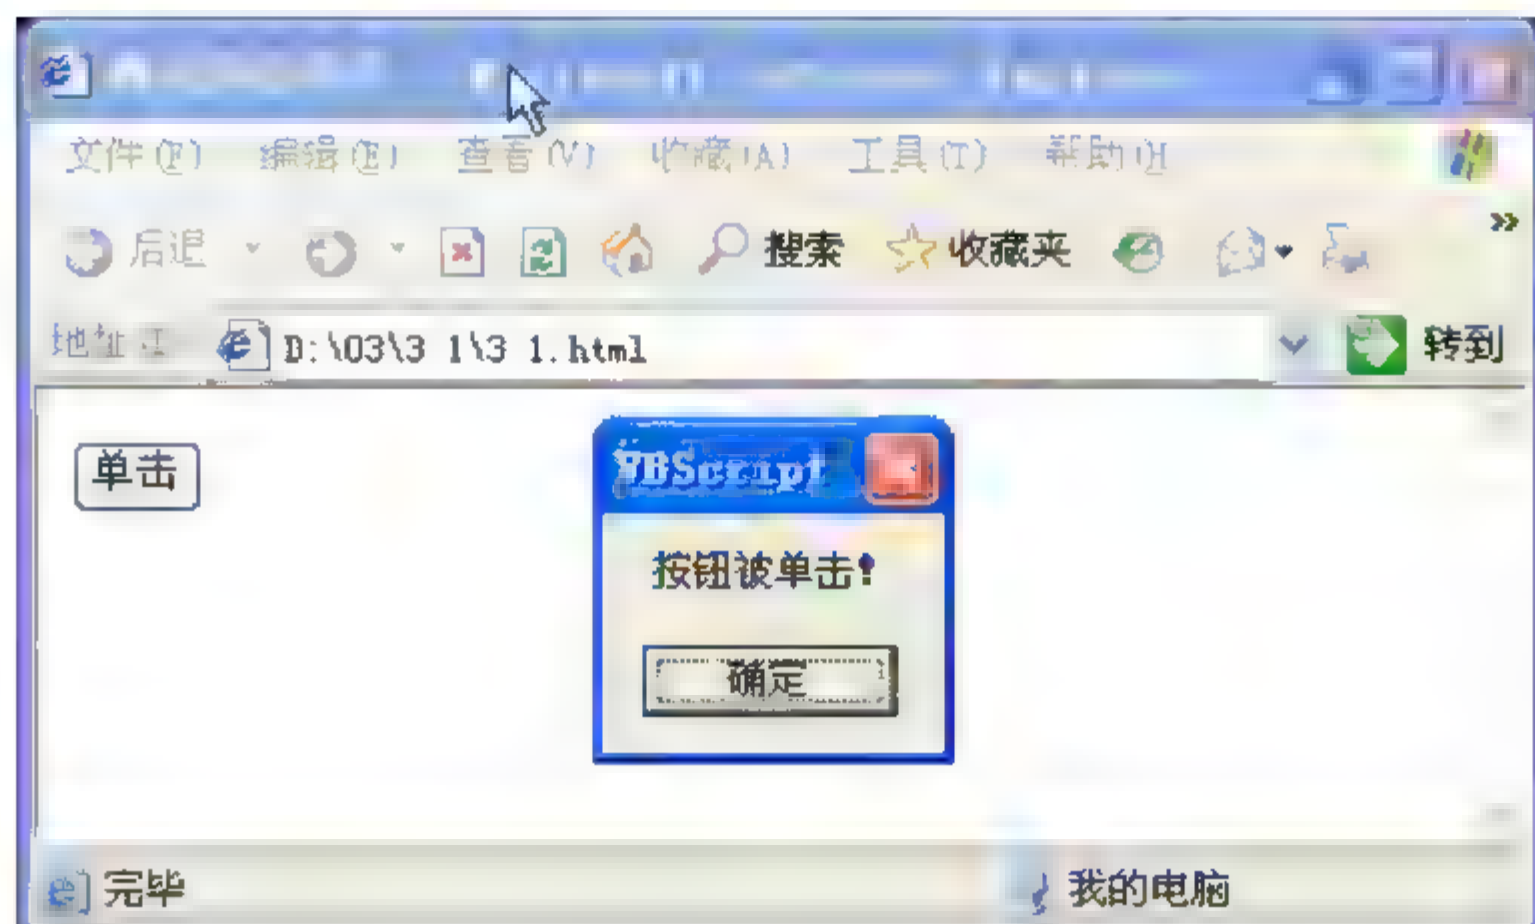 文件(F) 编辑(E) 查看(V) 收藏(A) 工具(T) 帮助(H
后退 搜索 收藏夹 »
地址 D:\03\3 1\3 1.html 转到
单击
VBScript
按钮被单击!
确定
完毕 我的电脑